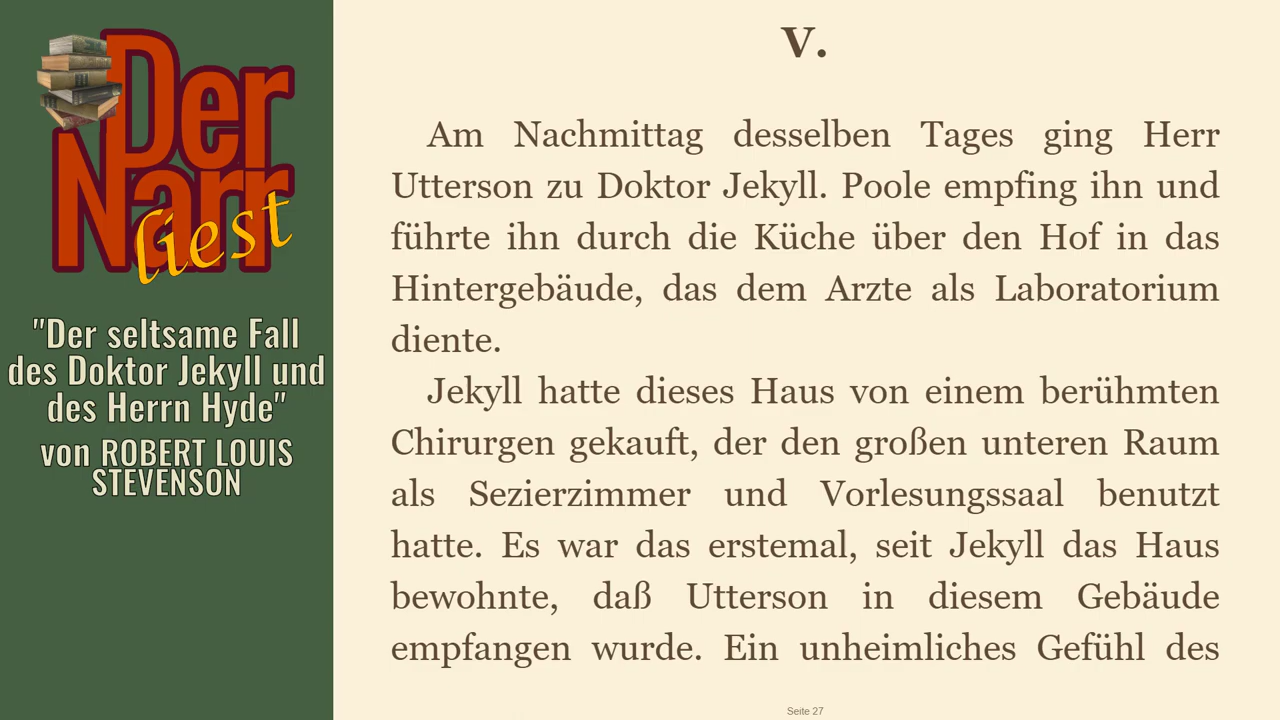 Der
Narr
liest
"Der seltsame Fall
des Doktor Jekyll und
des Herrn Hyde"
von ROBERT LOUIS
STEVENSON
V.
Am Nachmittag desselben Tages ging Herr
Utterson zu Doktor Jekyll. Poole empfing ihn und
führte ihn durch die Küche über den Hof in das
Hintergebäude, das dem Arzte als Laboratorium
diente.
Jekyll hatte dieses Haus von einem berühmten
Chirurgen gekauft, der den großen unteren Raum
als Sezierzimmer und Vorlesungssaal benutzt
hatte. Es war das erstemal, seit Jekyll das Haus
bewohnte, daß Utterson in diesem Gebäude
empfangen wurde. Ein unheimliches Gefühl des
Seite 27